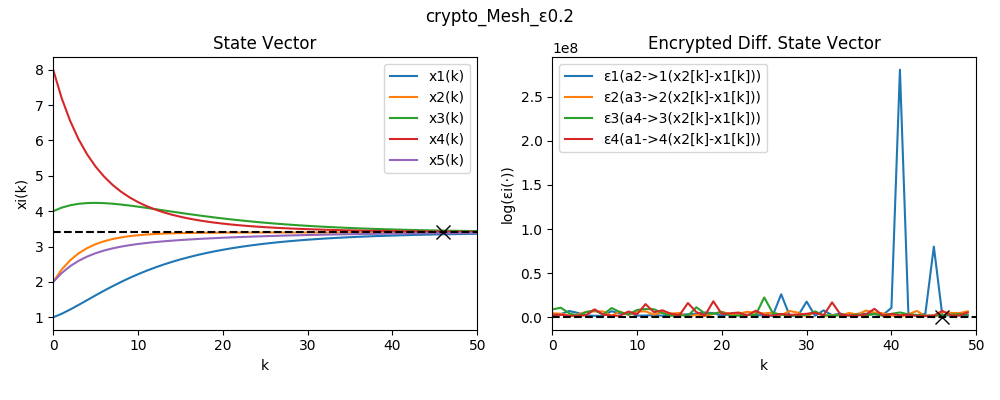 crypto_Mesh_ε0.2
State Vector
8
7
6
5
4
3
2
1
xi(k)
0
10
20
30
40
50
k
x1(k)
x2(k)
x3(k)
x4(k)
x5(k)
Encrypted Diff. State Vector
1e8
2.5
2.0
1.5
1.0
0.5
0.0
log(εi(·))
0
10
20
30
40
50
k
ε1(a2->1(x2[k]-x1[k]))
ε2(a3->2(x2[k]-x1[k]))
ε3(a4->3(x2[k]-x1[k]))
ε4(a1->4(x2[k]-x1[k]))